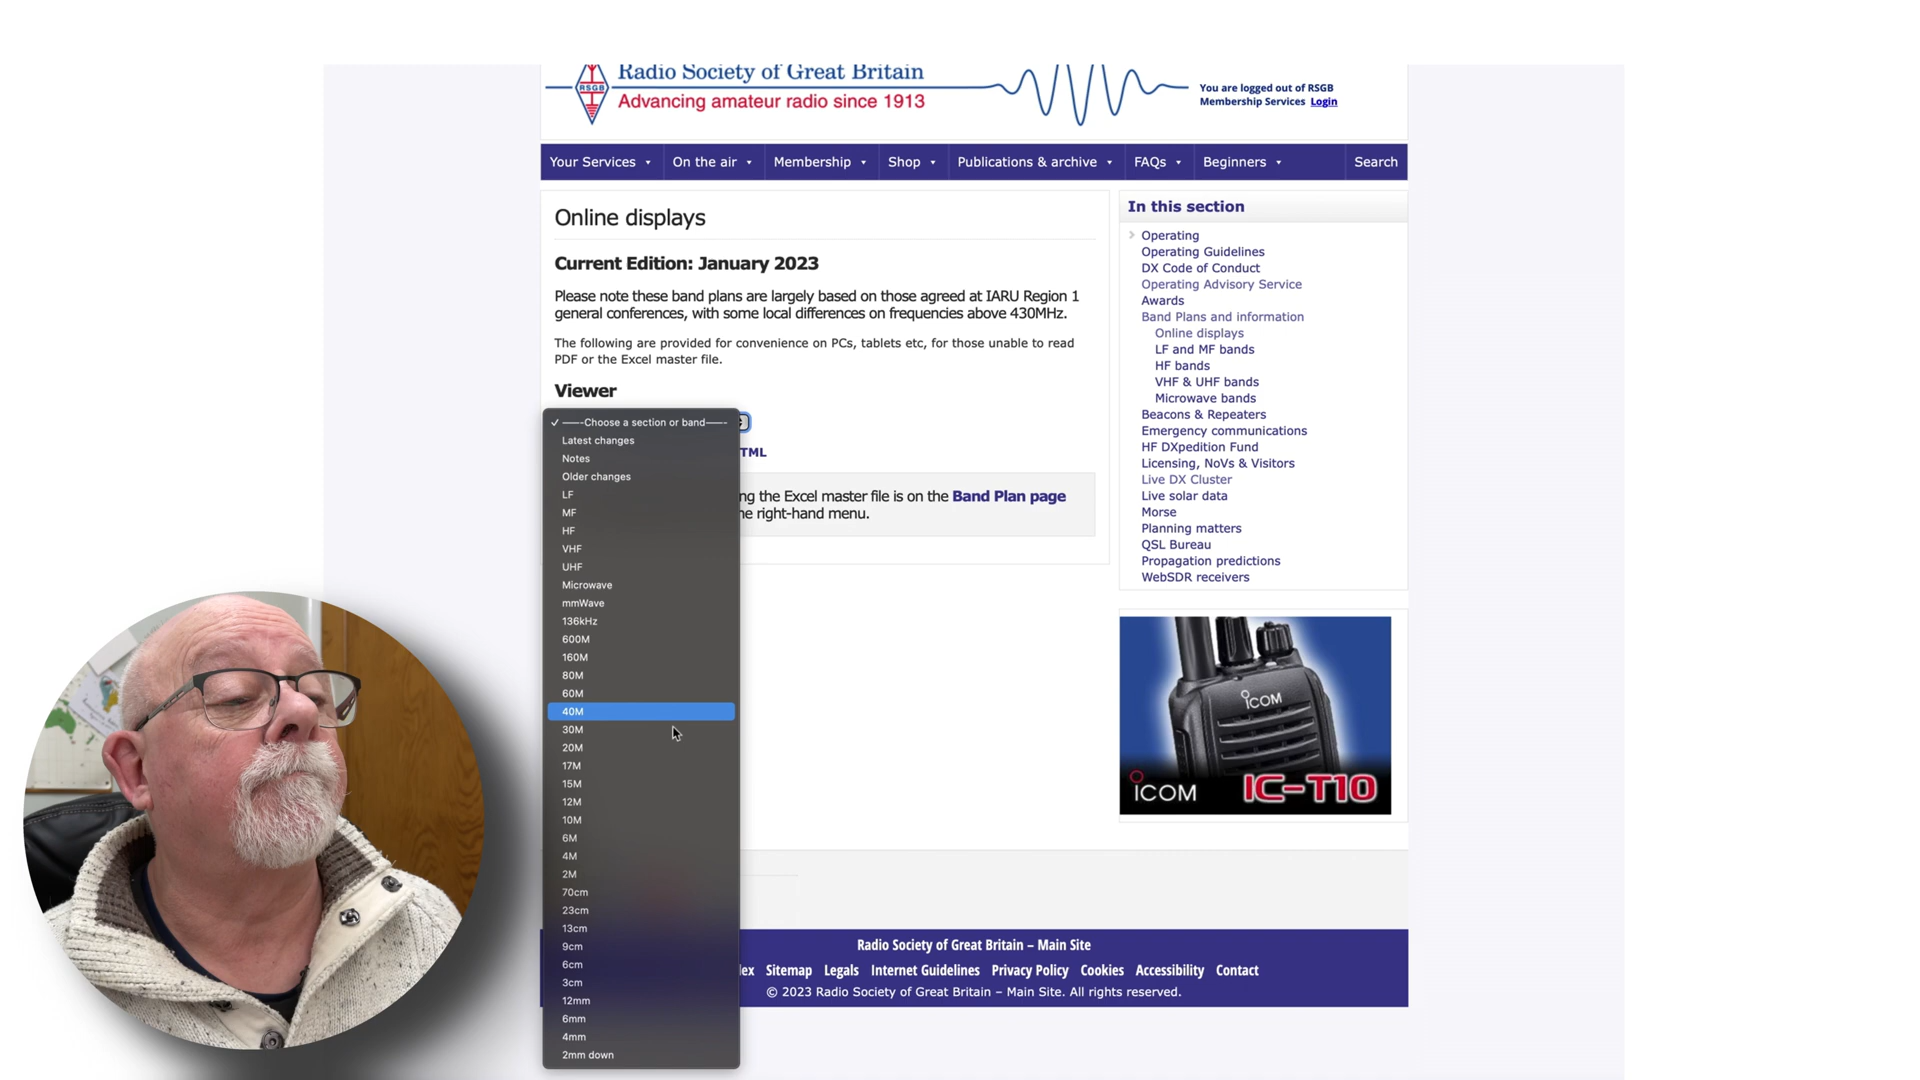 Radio Society of Great Britain
RSGB
Advancing amateur radio since 1913
You are logged out of RSGB
Membership Services Login
Your Services
On the air
Membership
Shop
Publications & archive
FAQs
Beginners
Search
Online displays
Current Edition: January 2023
Please note these band plans are largely based on those agreed at IARU Region 1
general conferences, with some local differences on frequencies above 430MHz.
The following are provided for convenience on PCs, tablets etc, for those unable to read
PDF or the Excel master file.
Viewer
✓ ——-Choose a section or band——-
Latest changes
Notes
Older changes
LF
MF
HF
VHF
UHF
Microwave
mmWave
136kHz
600M
160M
80M
60M
40M
30M
20M
17M
15M
12M
10M
6M
4M
2M
70cm
23cm
13cm
9cm
6cm
3cm
12mm
6mm
4mm
2mm down
TML
ng the Excel master file is on the Band Plan page
he right-hand menu.
In this section
Operating
Operating Guidelines
DX Code of Conduct
Operating Advisory Service
Awards
Band Plans and information
Online displays
LF and MF bands
HF bands
VHF & UHF bands
Microwave bands
Beacons & Repeaters
Emergency communications
HF DXpedition Fund
Licensing, NoVs & Visitors
Live DX Cluster
Live solar data
Morse
Planning matters
QSL Bureau
Propagation predictions
WebSDR receivers
ICOM
ICOM
IC-T10
Radio Society of Great Britain – Main Site
ex Sitemap Legals Internet Guidelines Privacy Policy Cookies Accessibility Contact
© 2023 Radio Society of Great Britain – Main Site. All rights reserved.